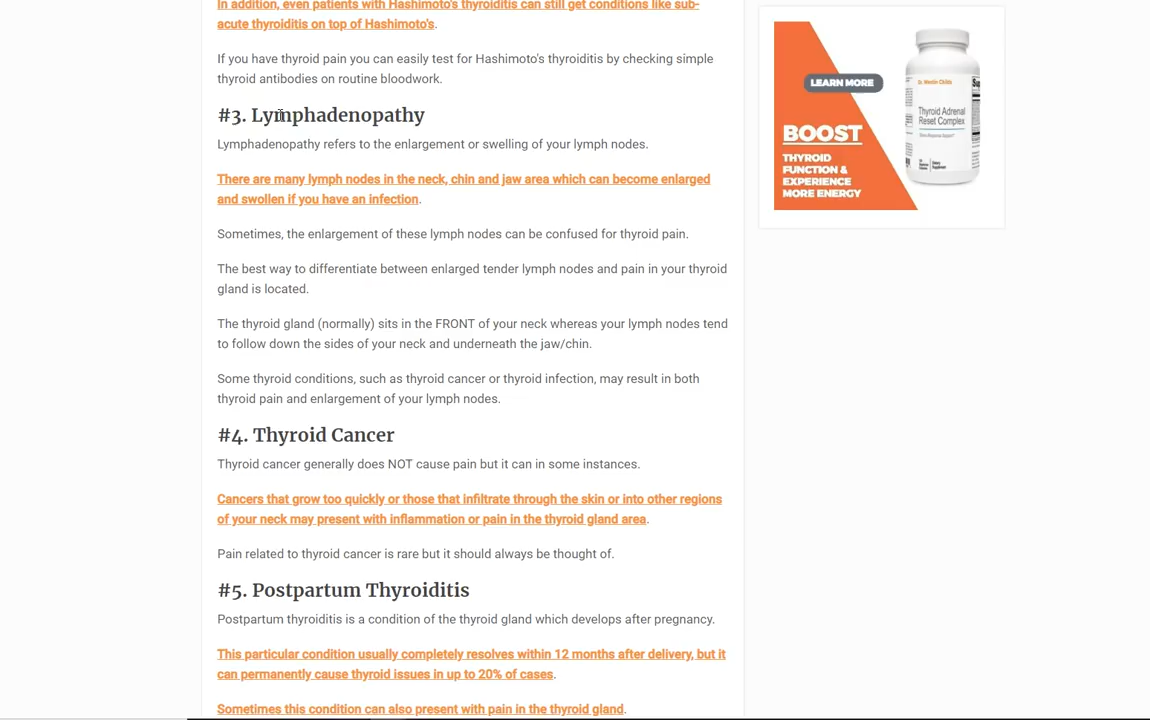 In addition, even patients with Hashimoto's thyroiditis can still get conditions like sub-
acute thyroiditis on top of Hashimoto's.
If you have thyroid pain you can easily test for Hashimoto's thyroiditis by checking simple
thyroid antibodies on routine bloodwork.
#3. Lymphadenopathy
Lymphadenopathy refers to the enlargement or swelling of your lymph nodes.
There are many lymph nodes in the neck, chin and jaw area which can become enlarged
and swollen if you have an infection.
Sometimes, the enlargement of these lymph nodes can be confused for thyroid pain.
The best way to differentiate between enlarged tender lymph nodes and pain in your thyroid
gland is located.
The thyroid gland (normally) sits in the FRONT of your neck whereas your lymph nodes tend
to follow down the sides of your neck and underneath the jaw/chin.
Some thyroid conditions, such as thyroid cancer or thyroid infection, may result in both
thyroid pain and enlargement of your lymph nodes.
#4. Thyroid Cancer
Thyroid cancer generally does NOT cause pain but it can in some instances.
Cancers that grow too quickly or those that infiltrate through the skin or into other regions
of your neck may present with inflammation or pain in the thyroid gland area.
Pain related to thyroid cancer is rare but it should always be thought of.
#5. Postpartum Thyroiditis
Postpartum thyroiditis is a condition of the thyroid gland which develops after pregnancy.
This particular condition usually completely resolves within 12 months after delivery, but it
can permanently cause thyroid issues in up to 20% of cases.
Sometimes this condition can also present with pain in the thyroid gland.
LEARN MORE
BOOST
THYROID
FUNCTION &
EXPERIENCE
MORE ENERGY
Dr. Westin Childs
Thyroid Adrenal
Reset Complex